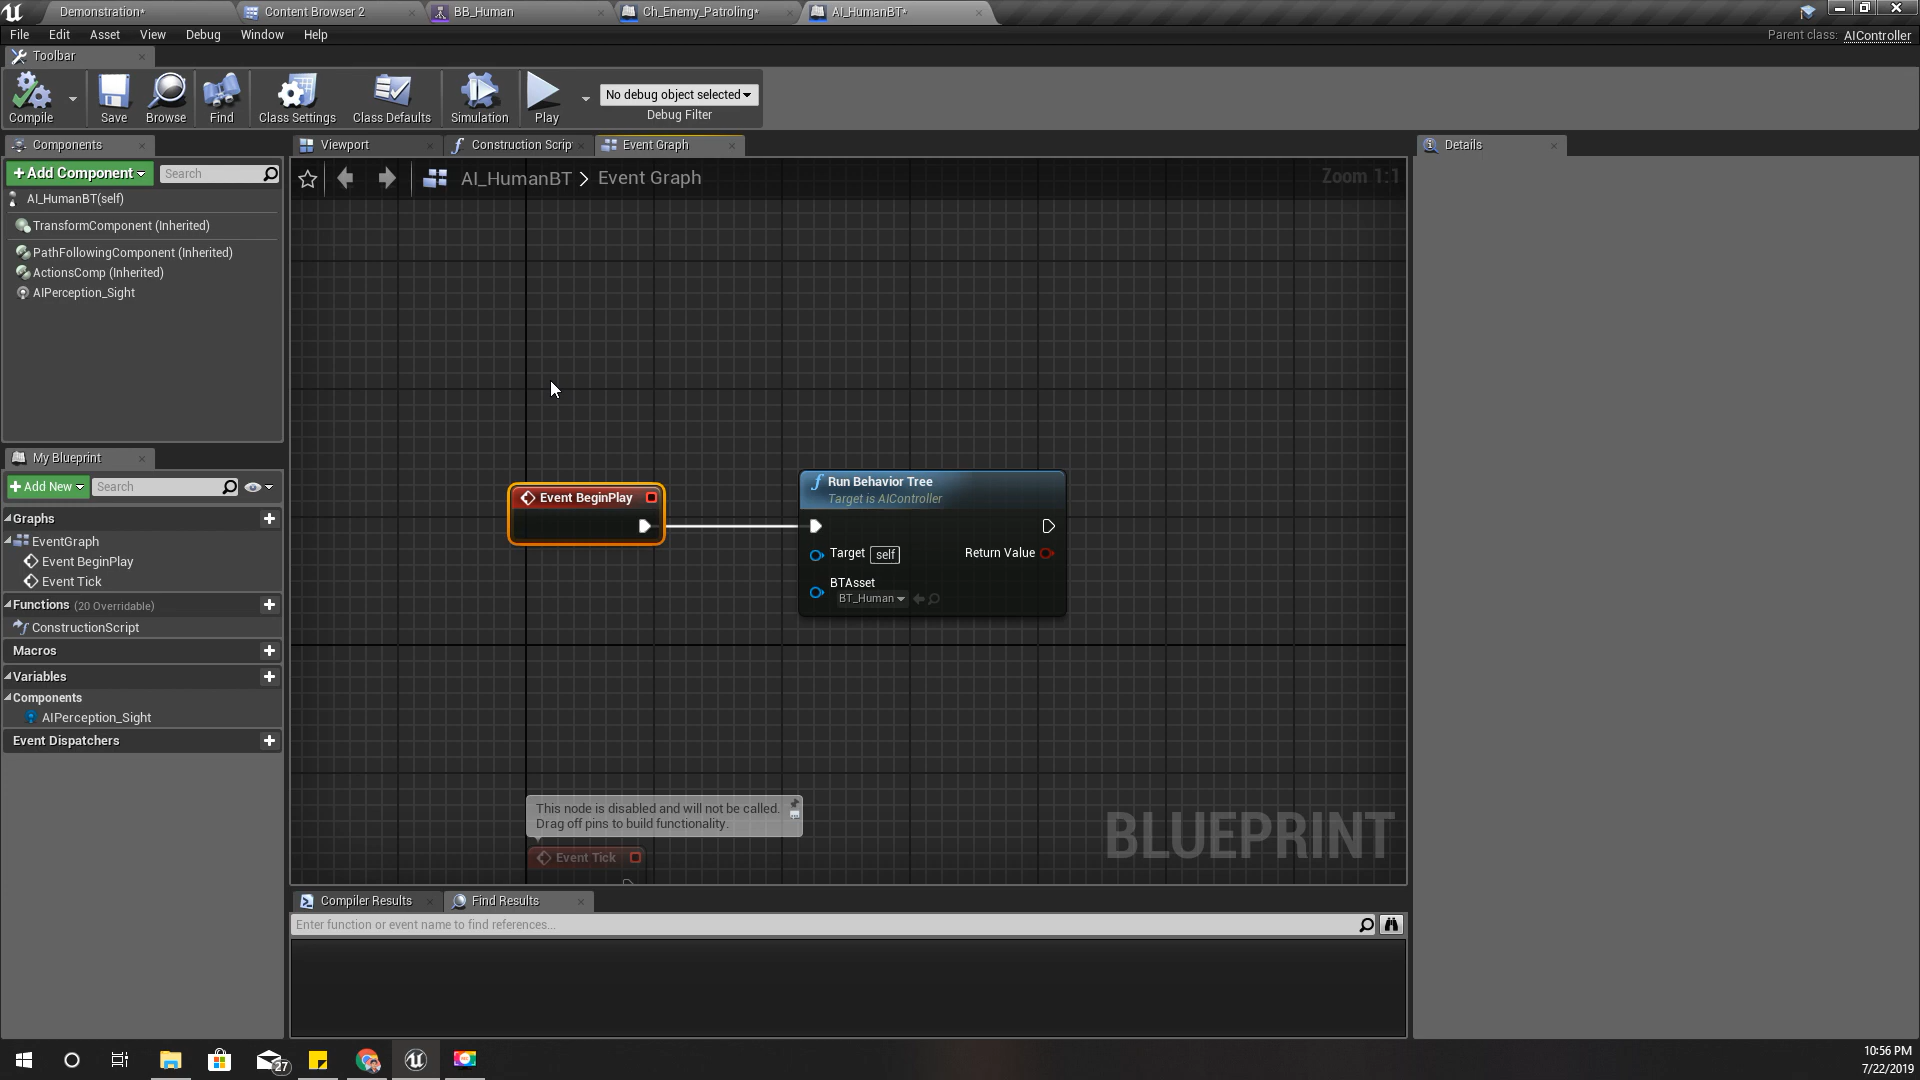 Demonstration*
Content Browser 2
BB_Human
Ch_Enemy_Patroling*
AI_HumanBT*
File Edit Asset View Debug Window Help
Parent class: AIController
Toolbar
Compile
Save
Browse
Find
Class Settings
Class Defaults
Simulation
Play
No debug object selected
Debug Filter
Components
+Add Component
Search
AI_HumanBT(self)
TransformComponent (Inherited)
PathFollowingComponent (Inherited)
ActionsComp (Inherited)
AIPerception_Sight
My Blueprint
+Add New
Search
Graphs
EventGraph
Event BeginPlay
Event Tick
Functions (20 Overridable)
ConstructionScript
Macros
Variables
Components
AIPerception_Sight
Event Dispatchers
Viewport
Construction Scrip
Event Graph
AI_HumanBT > Event Graph
Zoom 1:1
Event BeginPlay
Run Behavior Tree
Target is AIController
Target self
Return Value
BTAsset
BT_Human
This node is disabled and will not be called.
Drag off pins to build functionality.
Event Tick
BLUEPRINT
Compiler Results
Find Results
Enter function or event name to find references...
Details
27
10:56 PM
7/22/2019